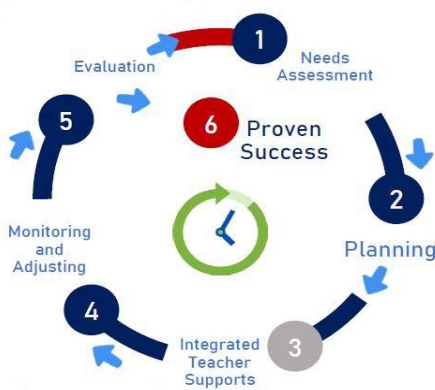 1
Needs
Assessment
2
Planning
3
Integrated
Teacher
Supports
4
Monitoring
and
Adjusting
5
Evaluation
6
Proven
Success